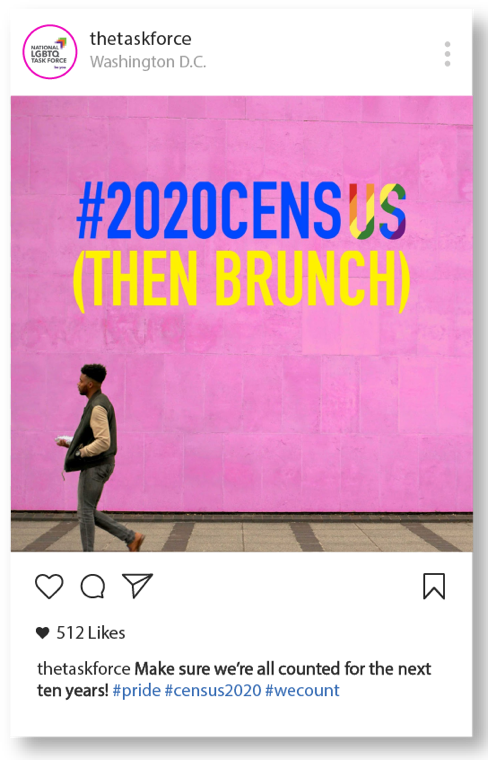 thetaskforce
Washington D.C.
NATIONAL
LGBTQ
TASK FORCE
#2020CENSUS
(THEN BRUNCH)
512 Likes
thetaskforce Make sure we're all counted for the next
ten years! #pride #census2020 #wecount